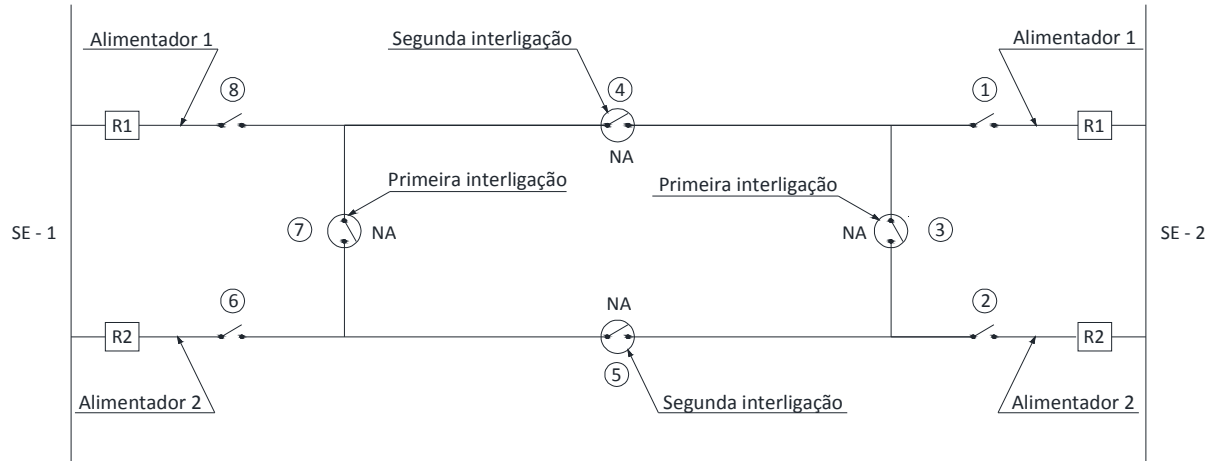 Segunda interligação
Alimentador 1
Alimentador 1
8
4
1
R1
R1
NA
Primeira interligação
Primeira interligação
SE - 1
7
NA
NA
3
SE - 2
6
NA
2
R2
R2
5
Alimentador 2
Segunda interligação
Alimentador 2